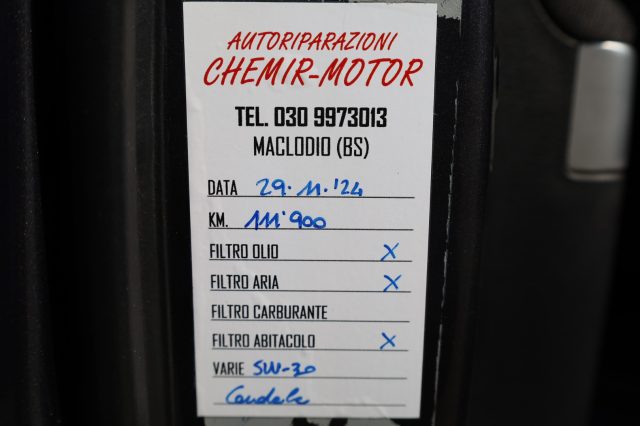 AUTORIPARAZIONI
CHEMIR-MOTOR
TEL. 030 9973013
MACLODIO (BS)
DATA 29.11.'24
KM. 111'900
FILTRO OLIO X
FILTRO ARIA X
FILTRO CARBURANTE
FILTRO ABITACOLO X
VARIE 5W-30
Candele